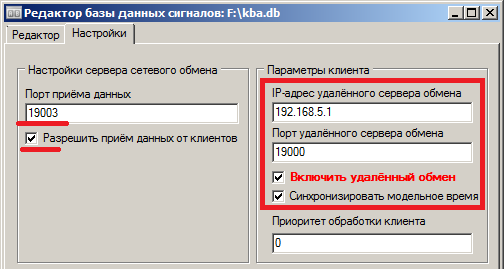 Редактор базы данных сигналов: F:\kba.db
Редактор
Настройки
Настройки сервера сетевого обмена
Порт приёма данных
19003
Разрешить приём данных от клиентов
Параметры клиента
IP-адрес удалённого сервера обмена
192.168.5.1
Порт удалённого сервера обмена
19000
Включить удалённый обмен
Синхронизировать модельное время
Приоритет обработки клиента
0